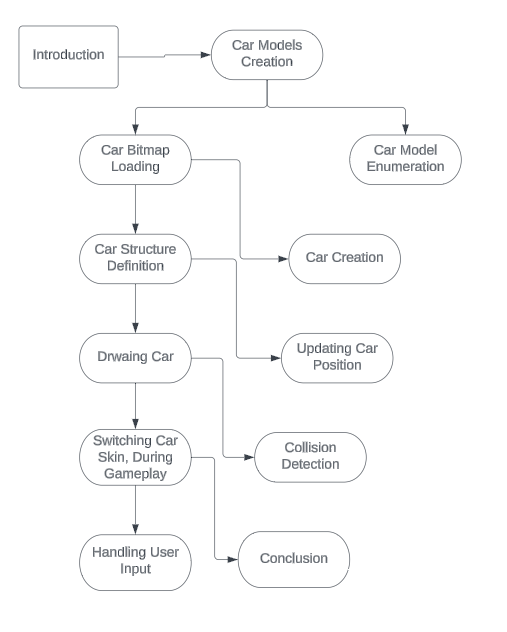 Introduction
Car Models
Creation
Car Bitmap
Loading
Car Model
Enumeration
Car Structure
Definition
Car Creation
Drwaing Car
Updating Car
Position
Switching Car
Skin, During
Gameplay
Collision
Detection
Handling User
Input
Conclusion